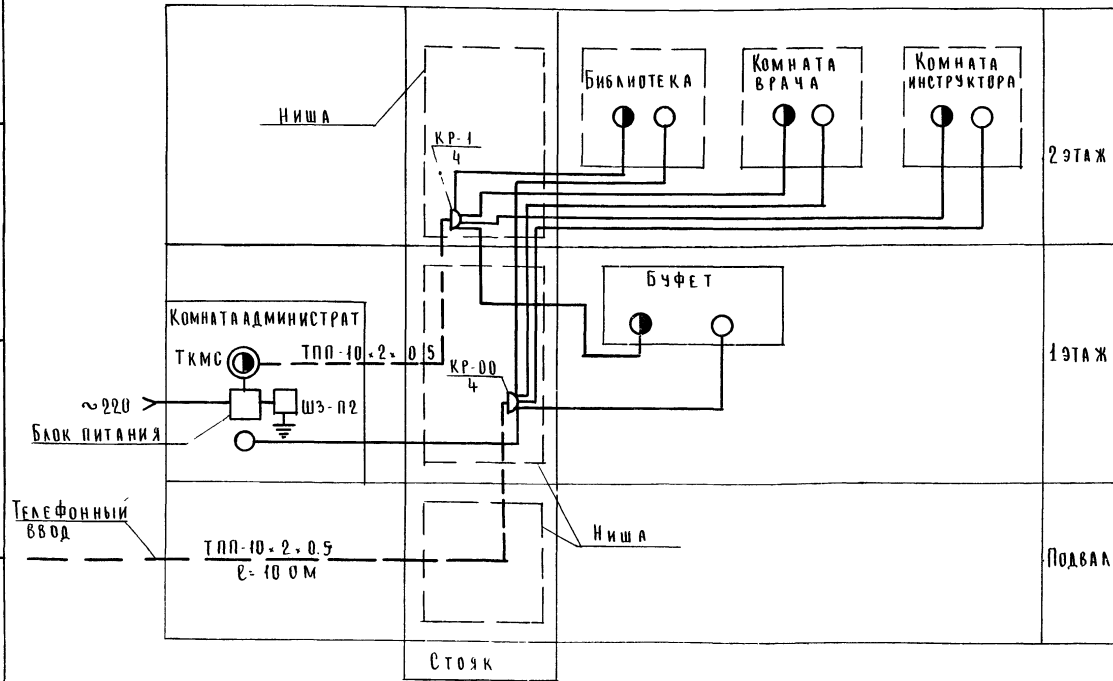 Ниша
КР-1
4
Библиотека
Комната
врача
Комната
инструктора
2 этаж
Комната администрат
ТКМС
ТПП-10×2×0.5
~220
ШЗ-П2
Блок питания
КР-00
4
Буфет
1 этаж
Телефонный
ввод
ТПП-10×2×0.5
ℓ=10 0 м
Ниша
Подвал
Стояк